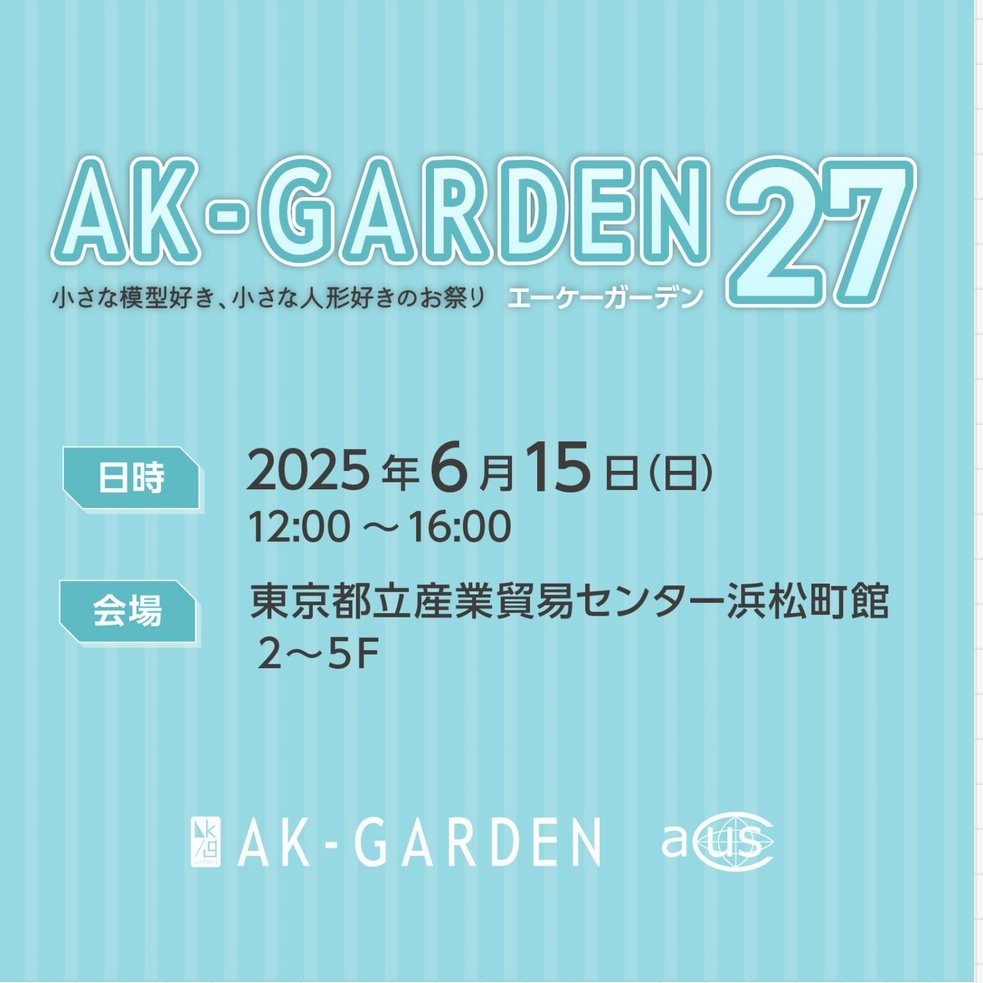 AK-GARDEN 27
小さな模型好き、小さな人形好きのお祭り エーケーガーデン
日時
2025年6月15日(日)
12:00 〜 16:00
会場
東京都立産業貿易センター浜松町館
2〜5F
AK-GARDEN
acus